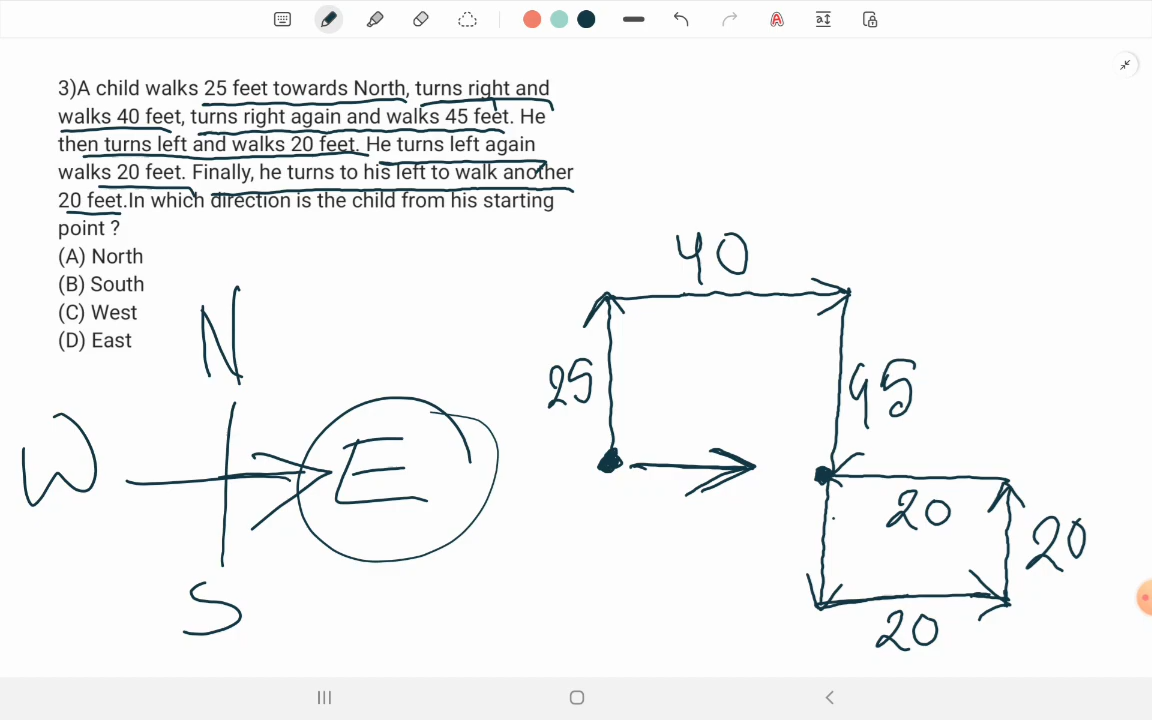 3)A child walks 25 feet towards North, turns right and
walks 40 feet, turns right again and walks 45 feet. He
then turns left and walks 20 feet. He turns left again
walks 20 feet. Finally, he turns to his left to walk another
20 feet.In which direction is the child from his starting
point ?
(A) North
(B) South
(C) West
(D) East
N
W
E
S
40
25
45
20
20
20